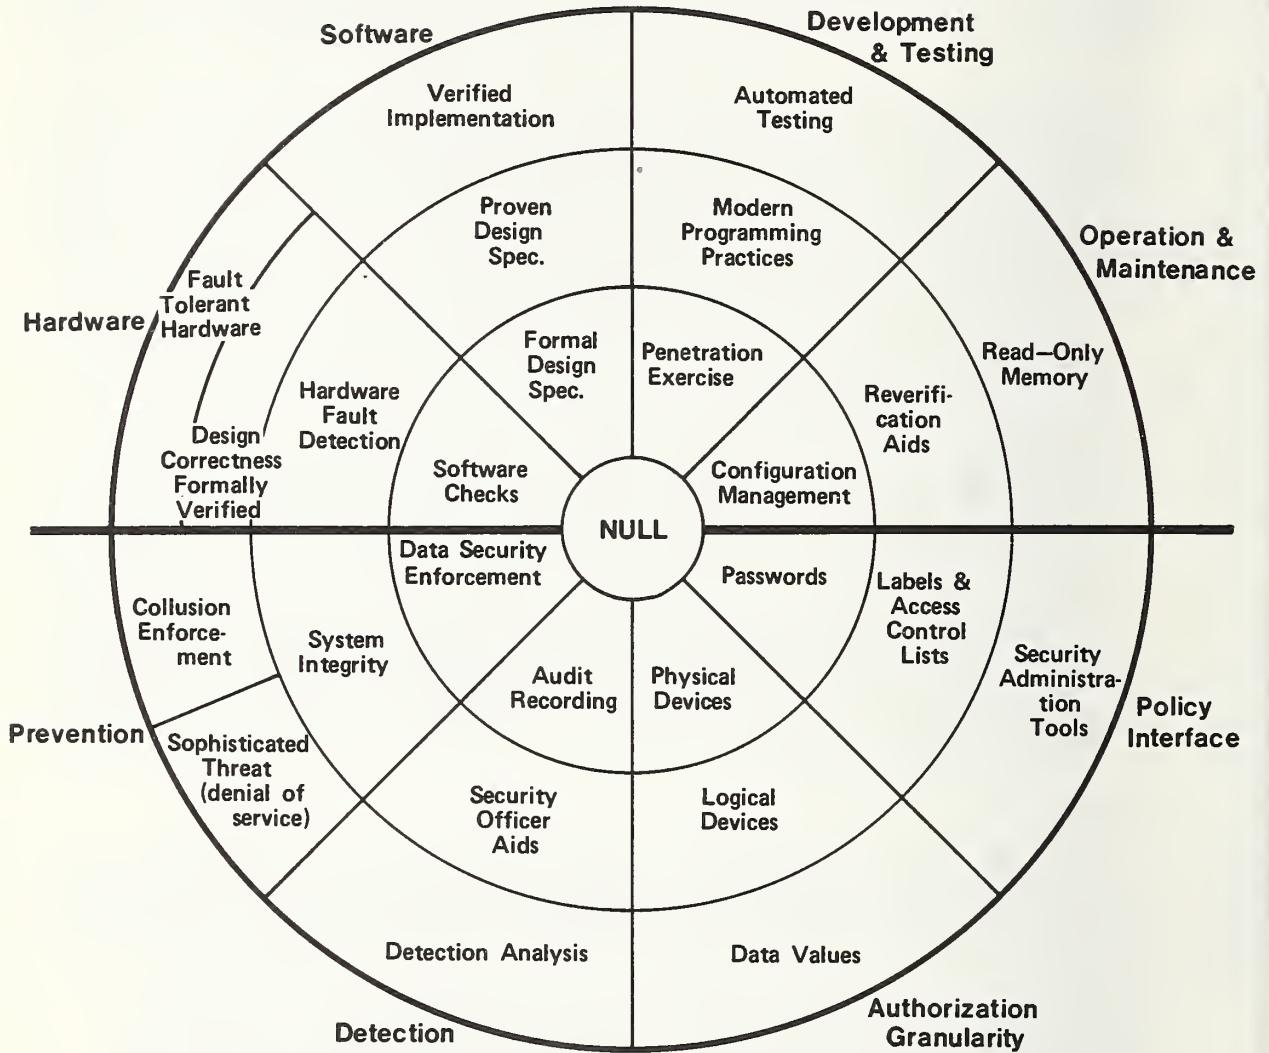 Software
Development
& Testing
Verified
Implementation
Automated
Testing
Proven
Design
Spec.
Modern
Programming
Practices
Operation &
Maintenance
Hardware
Fault
Tolerant
Hardware
Formal
Design
Spec.
Penetration
Exercise
Read—Only
Memory
Hardware
Fault
Detection
Reverifi-
cation
Aids
Design
Correctness
Formally
Verified
Software
Checks
Configuration
Management
NULL
Data Security
Enforcement
Passwords
Labels &
Access
Control
Lists
Collusion
Enforce-
ment
System
Integrity
Audit
Recording
Physical
Devices
Security
Administra-
tion
Tools
Policy
Interface
Prevention
Sophisticated
Threat
(denial of
service)
Security
Officer
Aids
Logical
Devices
Detection Analysis
Data Values
Detection
Authorization
Granularity